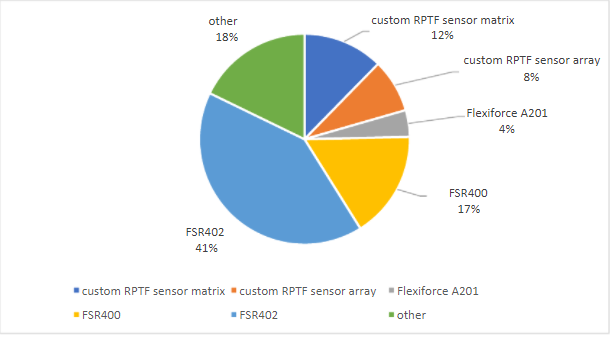 other
18%
custom RPTF sensor matrix
12%
custom RPTF sensor array
8%
Flexiforce A201
4%
FSR400
17%
FSR402
41%
custom RPTF sensor matrix custom RPTF sensor array Flexiforce A201
FSR400 FSR402 other